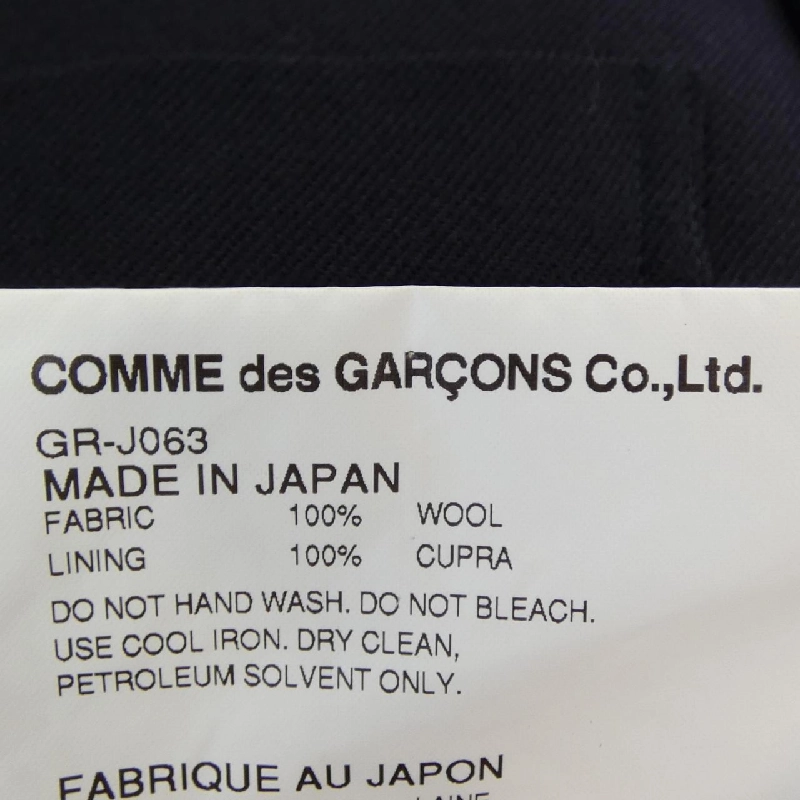 COMME des GARÇONS Co.,Ltd.
GR-J063
MADE IN JAPAN
FABRIC 100% WOOL
LINING 100% CUPRA
DO NOT HAND WASH. DO NOT BLEACH.
USE COOL IRON. DRY CLEAN,
PETROLEUM SOLVENT ONLY.
FABRIQUE AU JAPON